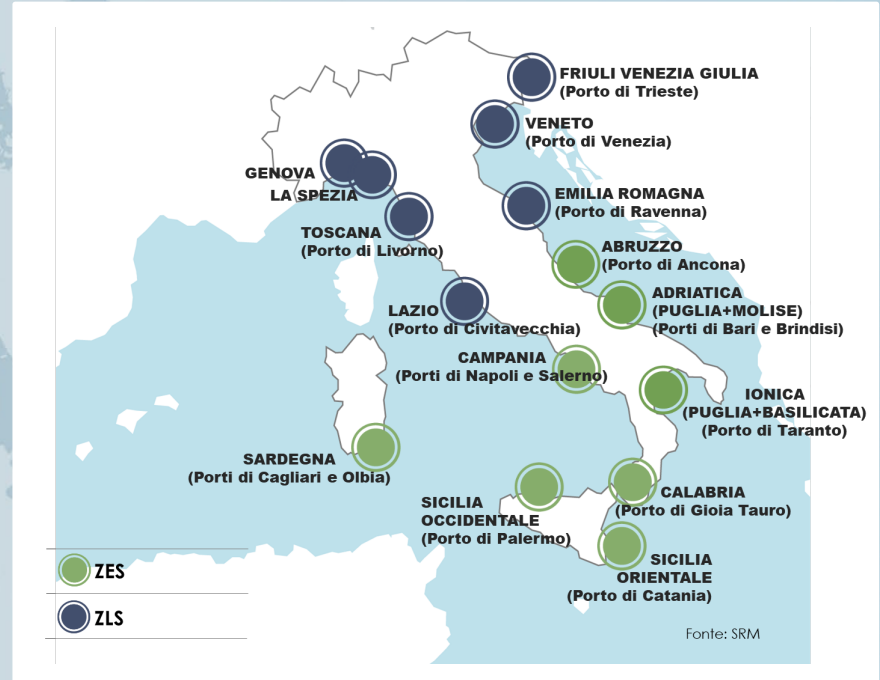 FRIULI VENEZIA GIULIA
(Porto di Trieste)
VENETO
(Porto di Venezia)
GENOVA
LA SPEZIA
EMILIA ROMAGNA
(Porto di Ravenna)
TOSCANA
(Porto di Livorno)
ABRUZZO
(Porto di Ancona)
ADRIATICA
(PUGLIA+MOLISE)
(Porti di Bari e Brindisi)
LAZIO
(Porto di Civitavecchia)
CAMPANIA
(Porti di Napoli e Salerno)
IONICA
(PUGLIA+BASILICATA)
(Porto di Taranto)
SARDEGNA
(Porti di Cagliari e Olbia)
CALABRIA
(Porto di Gioia Tauro)
SICILIA
OCCIDENTALE
(Porto di Palermo)
SICILIA
ORIENTALE
(Porto di Catania)
ZES
ZLS
Fonte: SRM